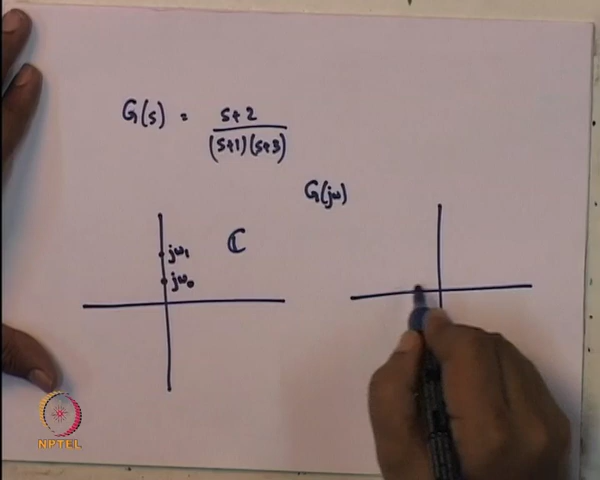 G(s) = s+2
(s+1)(s+3)
G(jω)
ℂ
jω₁
jω₀
NPTEL